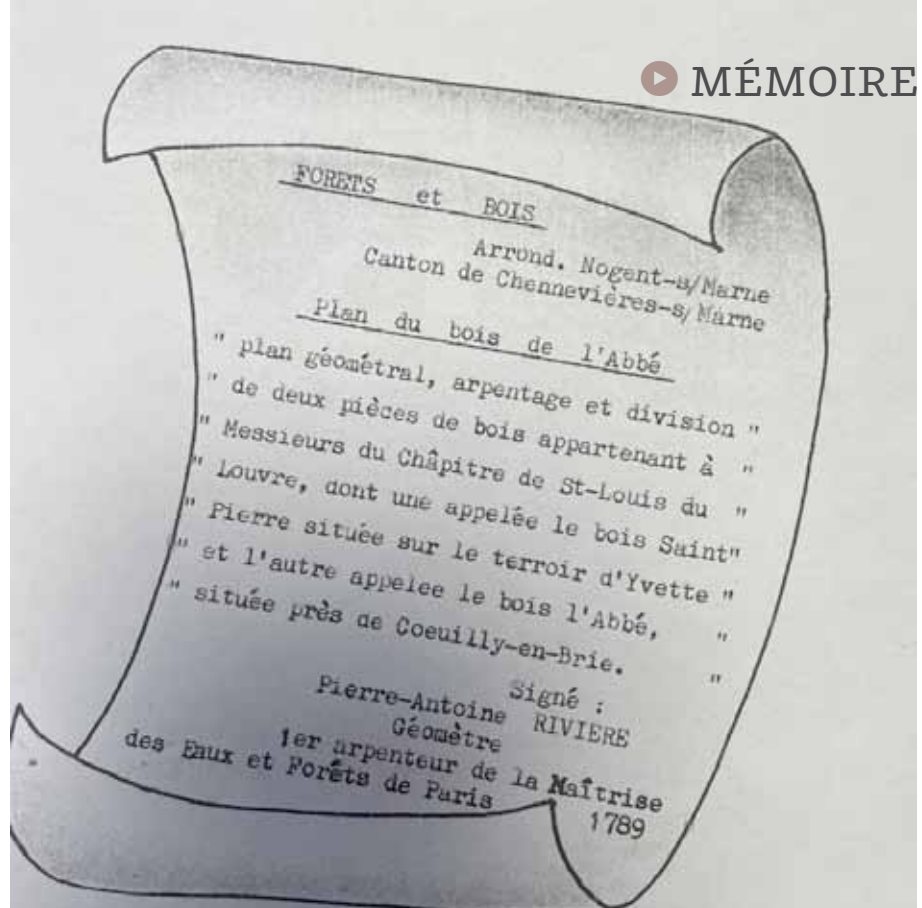 MÉMOIRE
FORETS et BOIS
Arrond. Nogent-s/Marne
Canton de Chennevières-s/Marne
Plan du bois de l'Abbé
" plan géométral, arpentage et division "
" de deux pièces de bois appartenant à "
" Messieurs du Châpitre de St-Louis du "
" Louvre, dont une appelée le bois Saint"
" Pierre située sur le terroir d'Yvette "
" et l'autre appelee le bois l'Abbé, "
" située près de Coeuilly-en-Brie. "
Signé :
Pierre-Antoine RIVIERE
Géomètre
1er arpenteur de la Maîtrise
des Eaux et Forêts de Paris
1789